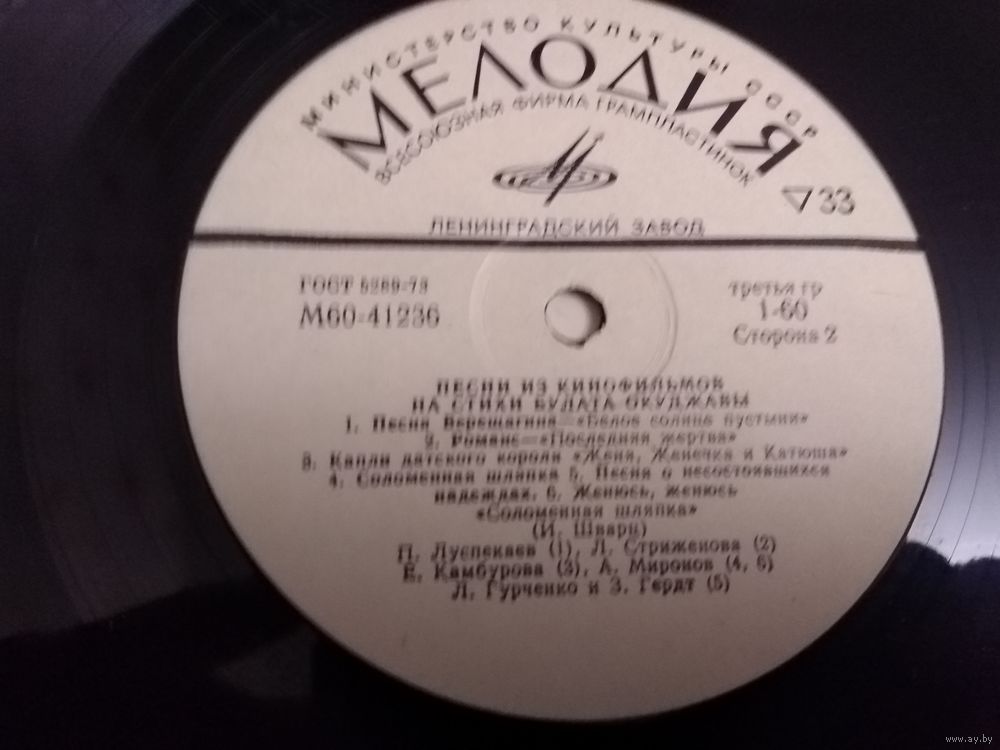 МИНИСТЕРСТВО КУЛЬТУРЫ СССР
МЕЛОДИЯ
ВСЕСОЮЗНАЯ ФИРМА ГРАМПЛАСТИНОК
33
ЛЕНИНГРАДСКИЙ ЗАВОД
ГОСТ 5289-73
третья гр
М60-41236
1-60
Сторона 2
ПЕСНИ ИЗ КИНОФИЛЬМОВ
НА СТИХИ БУЛАТА ОКУДЖАВЫ
1. Песня Верещагина—«Белое солнце пустыни»
2. Романс—«Последняя жертва»
3. Капли датского короля «Женя, Женечка и Катюша»
4. Соломенная шляпка 5. Песня о несостоявшихся
надеждах. 6. Женюсь, женюсь
«Соломенная шляпка»
(И. Шварц)
П. Луспекаев (1), Л. Стриженова (2)
Е. Камбурова (3), А. Миронов (4, 6)
Л. Гурченко и З. Гердт (5)
www.ay.by